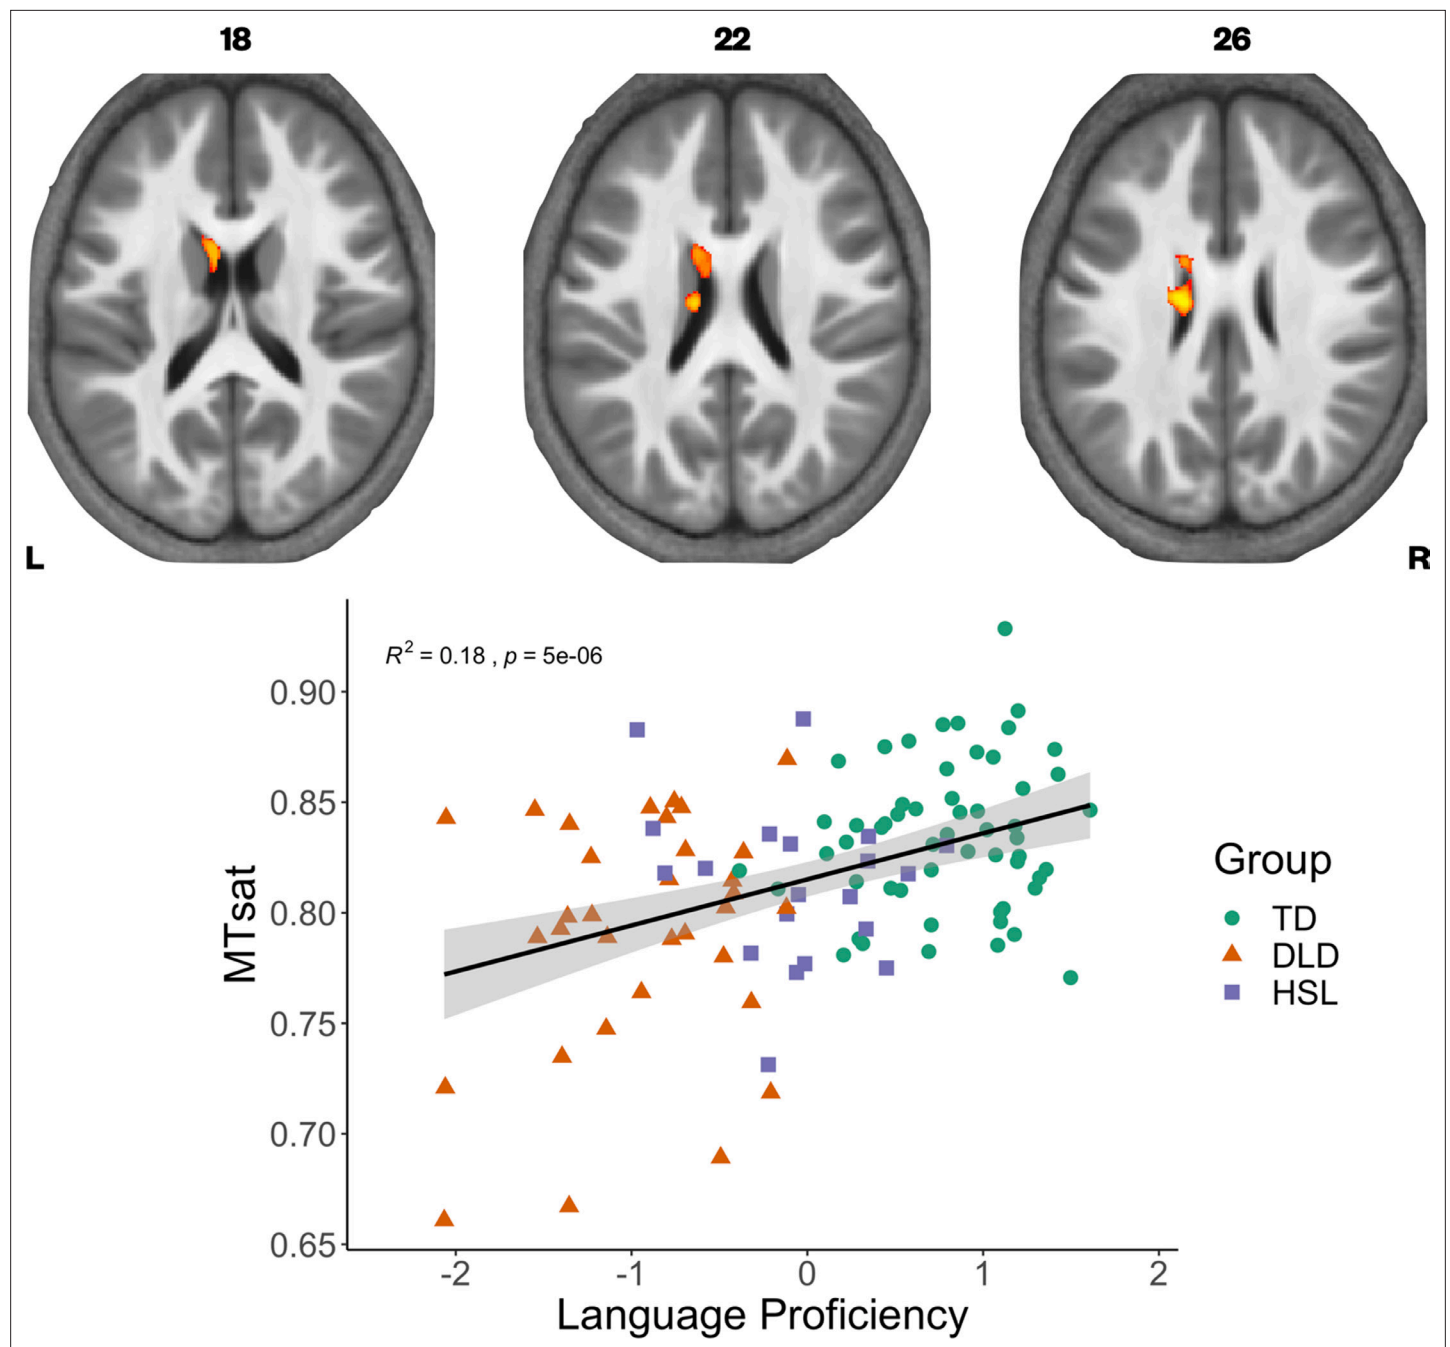 18 22 26
L R
R² = 0.18 , p = 5e-06
0.90
0.85
0.80
0.75
0.70
0.65
MTsat
-2 -1 0 1 2
Language Proficiency
Group
TD
DLD
HSL